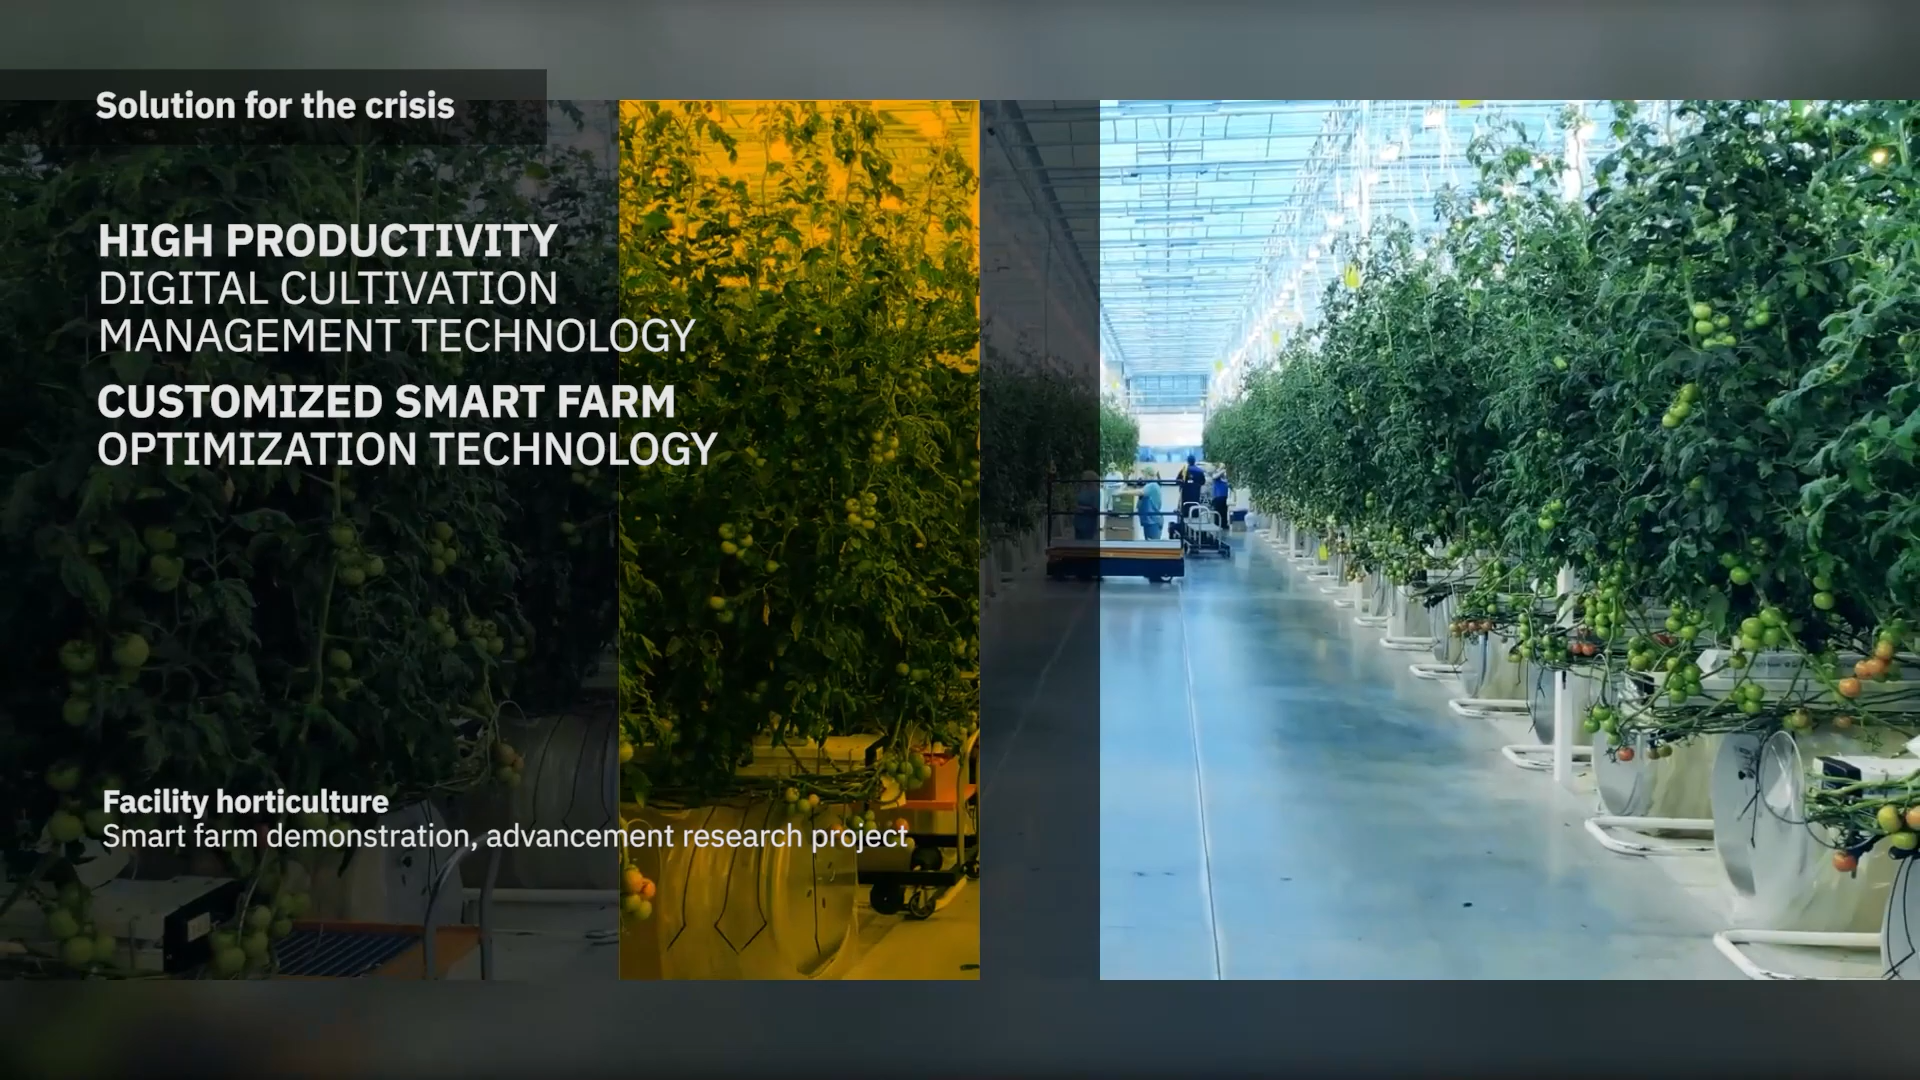 Solution for the crisis
HIGH PRODUCTIVITY
DIGITAL CULTIVATION
MANAGEMENT TECHNOLOGY
CUSTOMIZED SMART FARM
OPTIMIZATION TECHNOLOGY
Facility horticulture
Smart farm demonstration, advancement research project